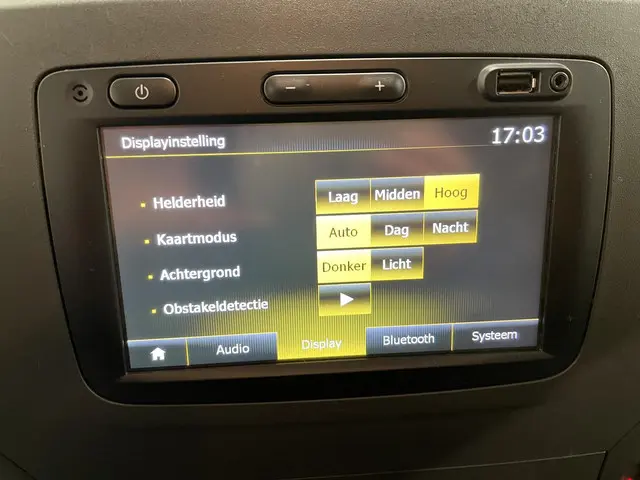 Displayinstelling 17:03
Helderheid Laag Midden Hoog
Kaartmodus Auto Dag Nacht
Achtergrond Donker Licht
Obstakeldetectie
Audio Display Bluetooth Systeem